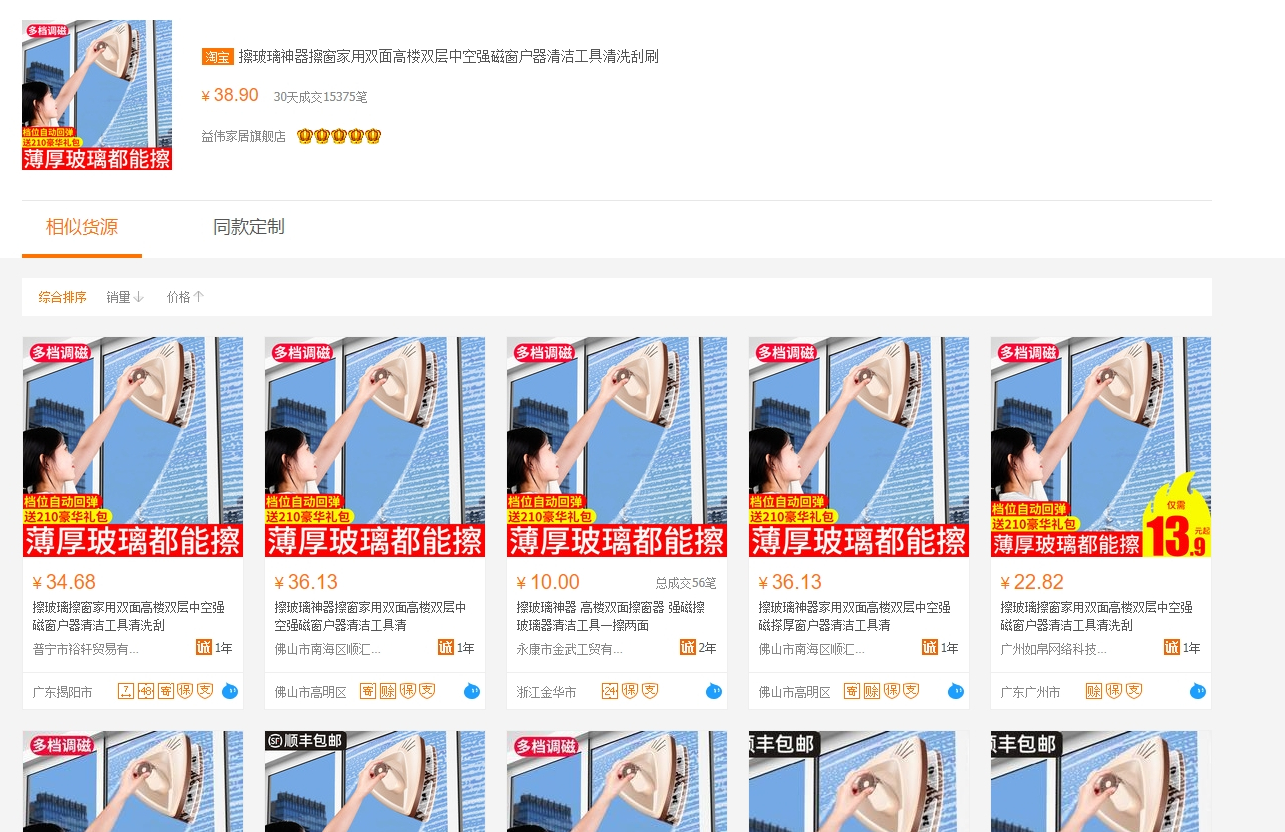 多档调磁
档位自动回弹
送210豪华礼包
薄厚玻璃都能擦
淘宝 擦玻璃神器擦窗家用双面高楼双层中空强磁窗户器清洁工具清洗刮刷
¥ 38.90 30天成交15375笔
益伟家居旗舰店
相似货源 同款定制
综合排序 销量↓ 价格↑
多档调磁
档位自动回弹
送210豪华礼包
薄厚玻璃都能擦
¥ 34.68
擦玻璃擦窗家用双面高楼双层中空强
磁窗户器清洁工具清洗刮
普宁市裕轩贸易有... 诚 1年
广东揭阳市 7 48 寄 保 支
多档调磁
档位自动回弹
送210豪华礼包
薄厚玻璃都能擦
¥ 36.13
擦玻璃神器擦窗家用双面高楼双层中
空强磁窗户器清洁工具清
佛山市南海区顺汇... 诚 1年
佛山市高明区 寄 赊 保 支
多档调磁
档位自动回弹
送210豪华礼包
薄厚玻璃都能擦
¥ 10.00 总成交56笔
擦玻璃神器 高楼双面擦窗器 强磁擦
玻璃器清洁工具一擦两面
永康市金武工贸有... 诚 2年
浙江金华市 24 保 支
多档调磁
档位自动回弹
送210豪华礼包
薄厚玻璃都能擦
¥ 36.13
擦玻璃神器家用双面高楼双层中空强
磁搽厚窗户器清洁工具清
佛山市南海区顺汇... 诚 1年
佛山市高明区 寄 赊 保 支
多档调磁
档位自动回弹
送210豪华礼包
薄厚玻璃都能擦
仅需
13.9元起
¥ 22.82
擦玻璃擦窗家用双面高楼双层中空强
磁窗户器清洁工具清洗刮
广州如帛网络科技... 诚 1年
广东广州市 赊 保 支
多档调磁
SF 顺丰包邮
多档调磁
丰包邮
丰包邮